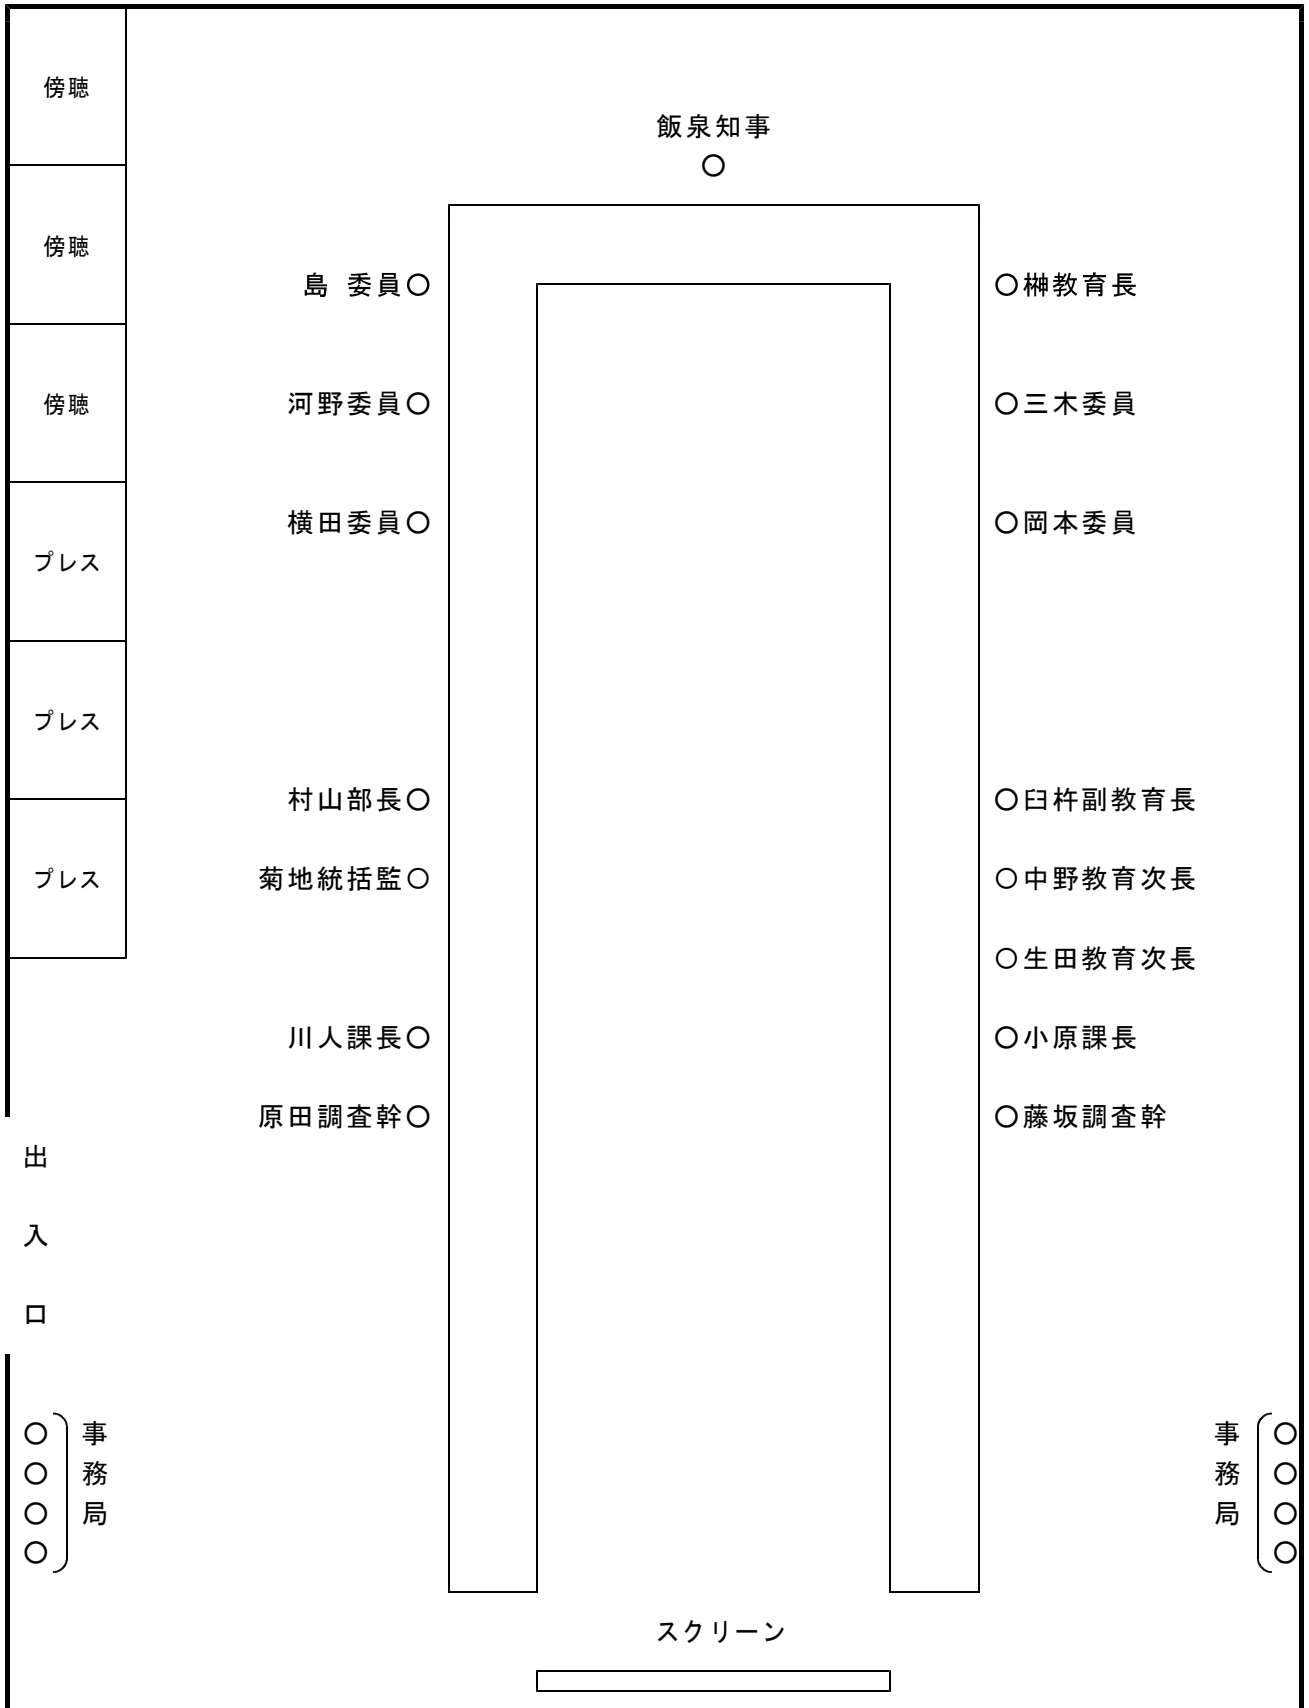 傍聴
飯泉知事
○
傍聴
島 委員○
○榊教育長
傍聴
河野委員○
○三木委員
横田委員○
○岡本委員
プレス
プレス
村山部長○
○臼杵副教育長
プレス
菊地統括監○
○中野教育次長
○生田教育次長
川人課長○
○小原課長
原田調査幹○
○藤坂調査幹
出入口
○○○○
事務局
事務局
○○○○
スクリーン